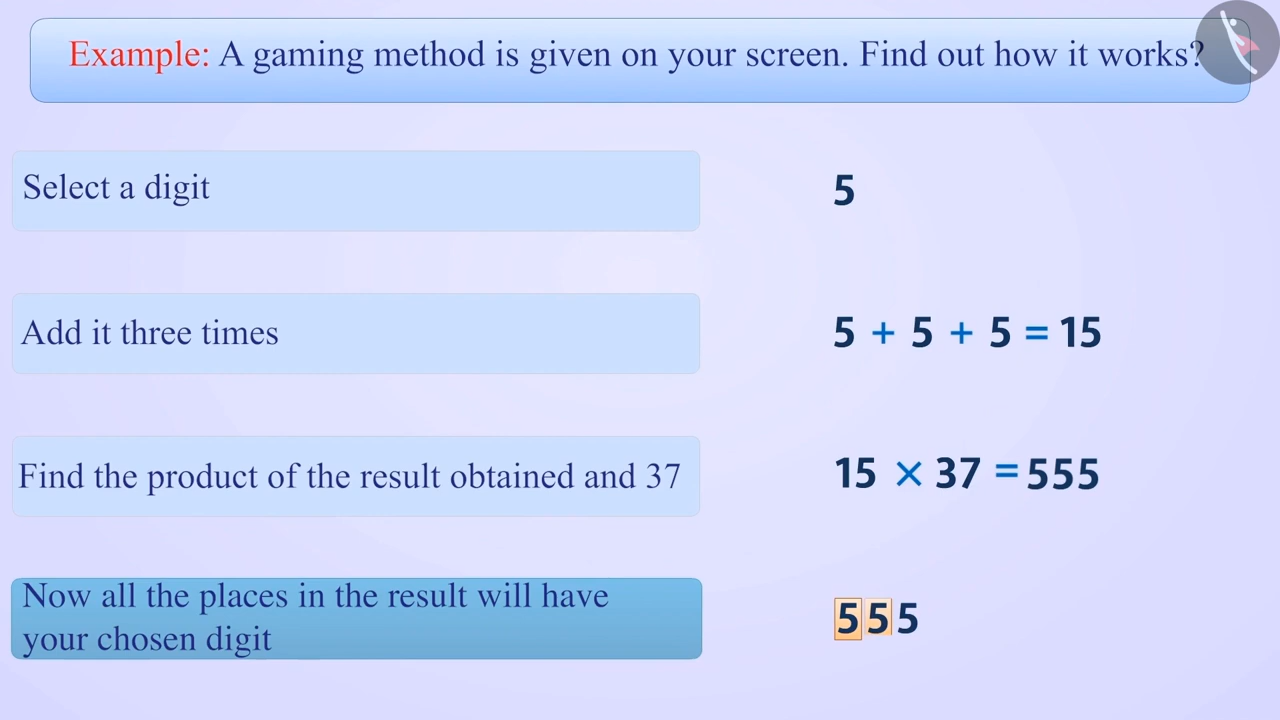 Example: A gaming method is given on your screen. Find out how it works?
Select a digit
5
Add it three times
5 + 5 + 5 = 15
Find the product of the result obtained and 37
15 × 37 = 555
Now all the places in the result will have
your chosen digit
555